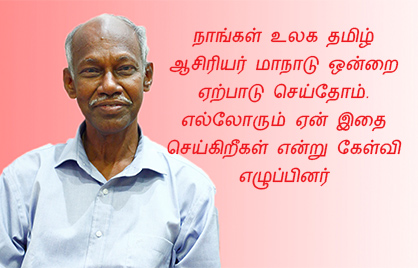 நாங்கள் உலக தமிழ்
ஆசிரியர் மாநாடு ஒன்றை
ஏற்பாடு செய்தோம்.
எல்லோரும் ஏன் இதை
செய்கிறீகள் என்று கேள்வி
எழுப்பினர்